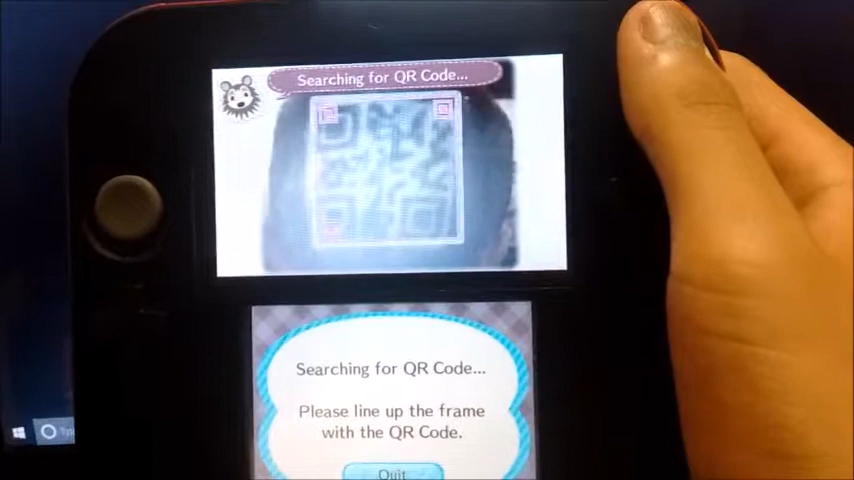 Searching for QR Code...
Searching for QR Code...
Please line up the frame
with the QR Code.
Quit